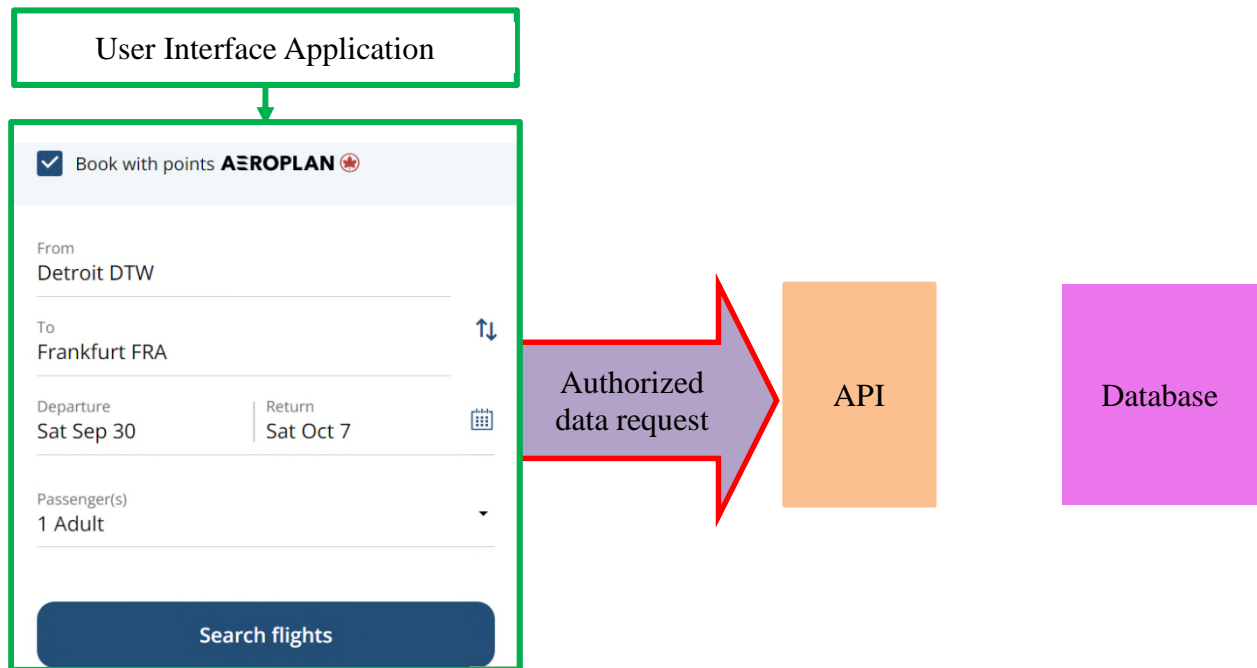 User Interface Application
Book with points AEROPLAN
From
Detroit DTW
To
Frankfurt FRA
Departure
Return
Sat Sep 30
Sat Oct 7
Passenger(s)
1 Adult
Search flights
Authorized
data request
API
Database